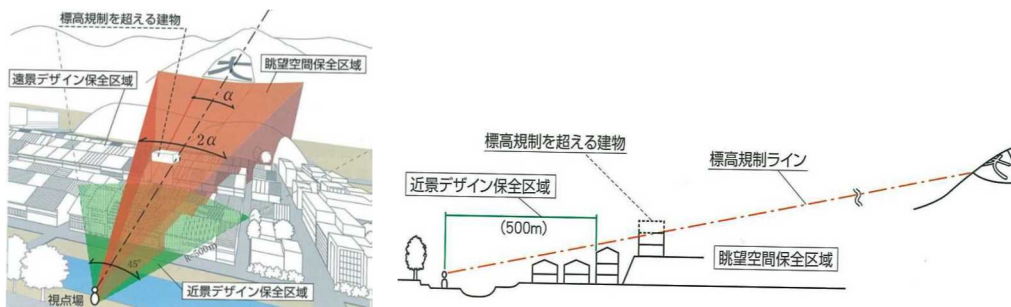 標高規制を超える建物
大
眺望空間保全区域
遠景デザイン保全区域
α
2α
R=500m
45°
近景デザイン保全区域
視点場
標高規制を超える建物
標高規制ライン
近景デザイン保全区域
(500m)
眺望空間保全区域